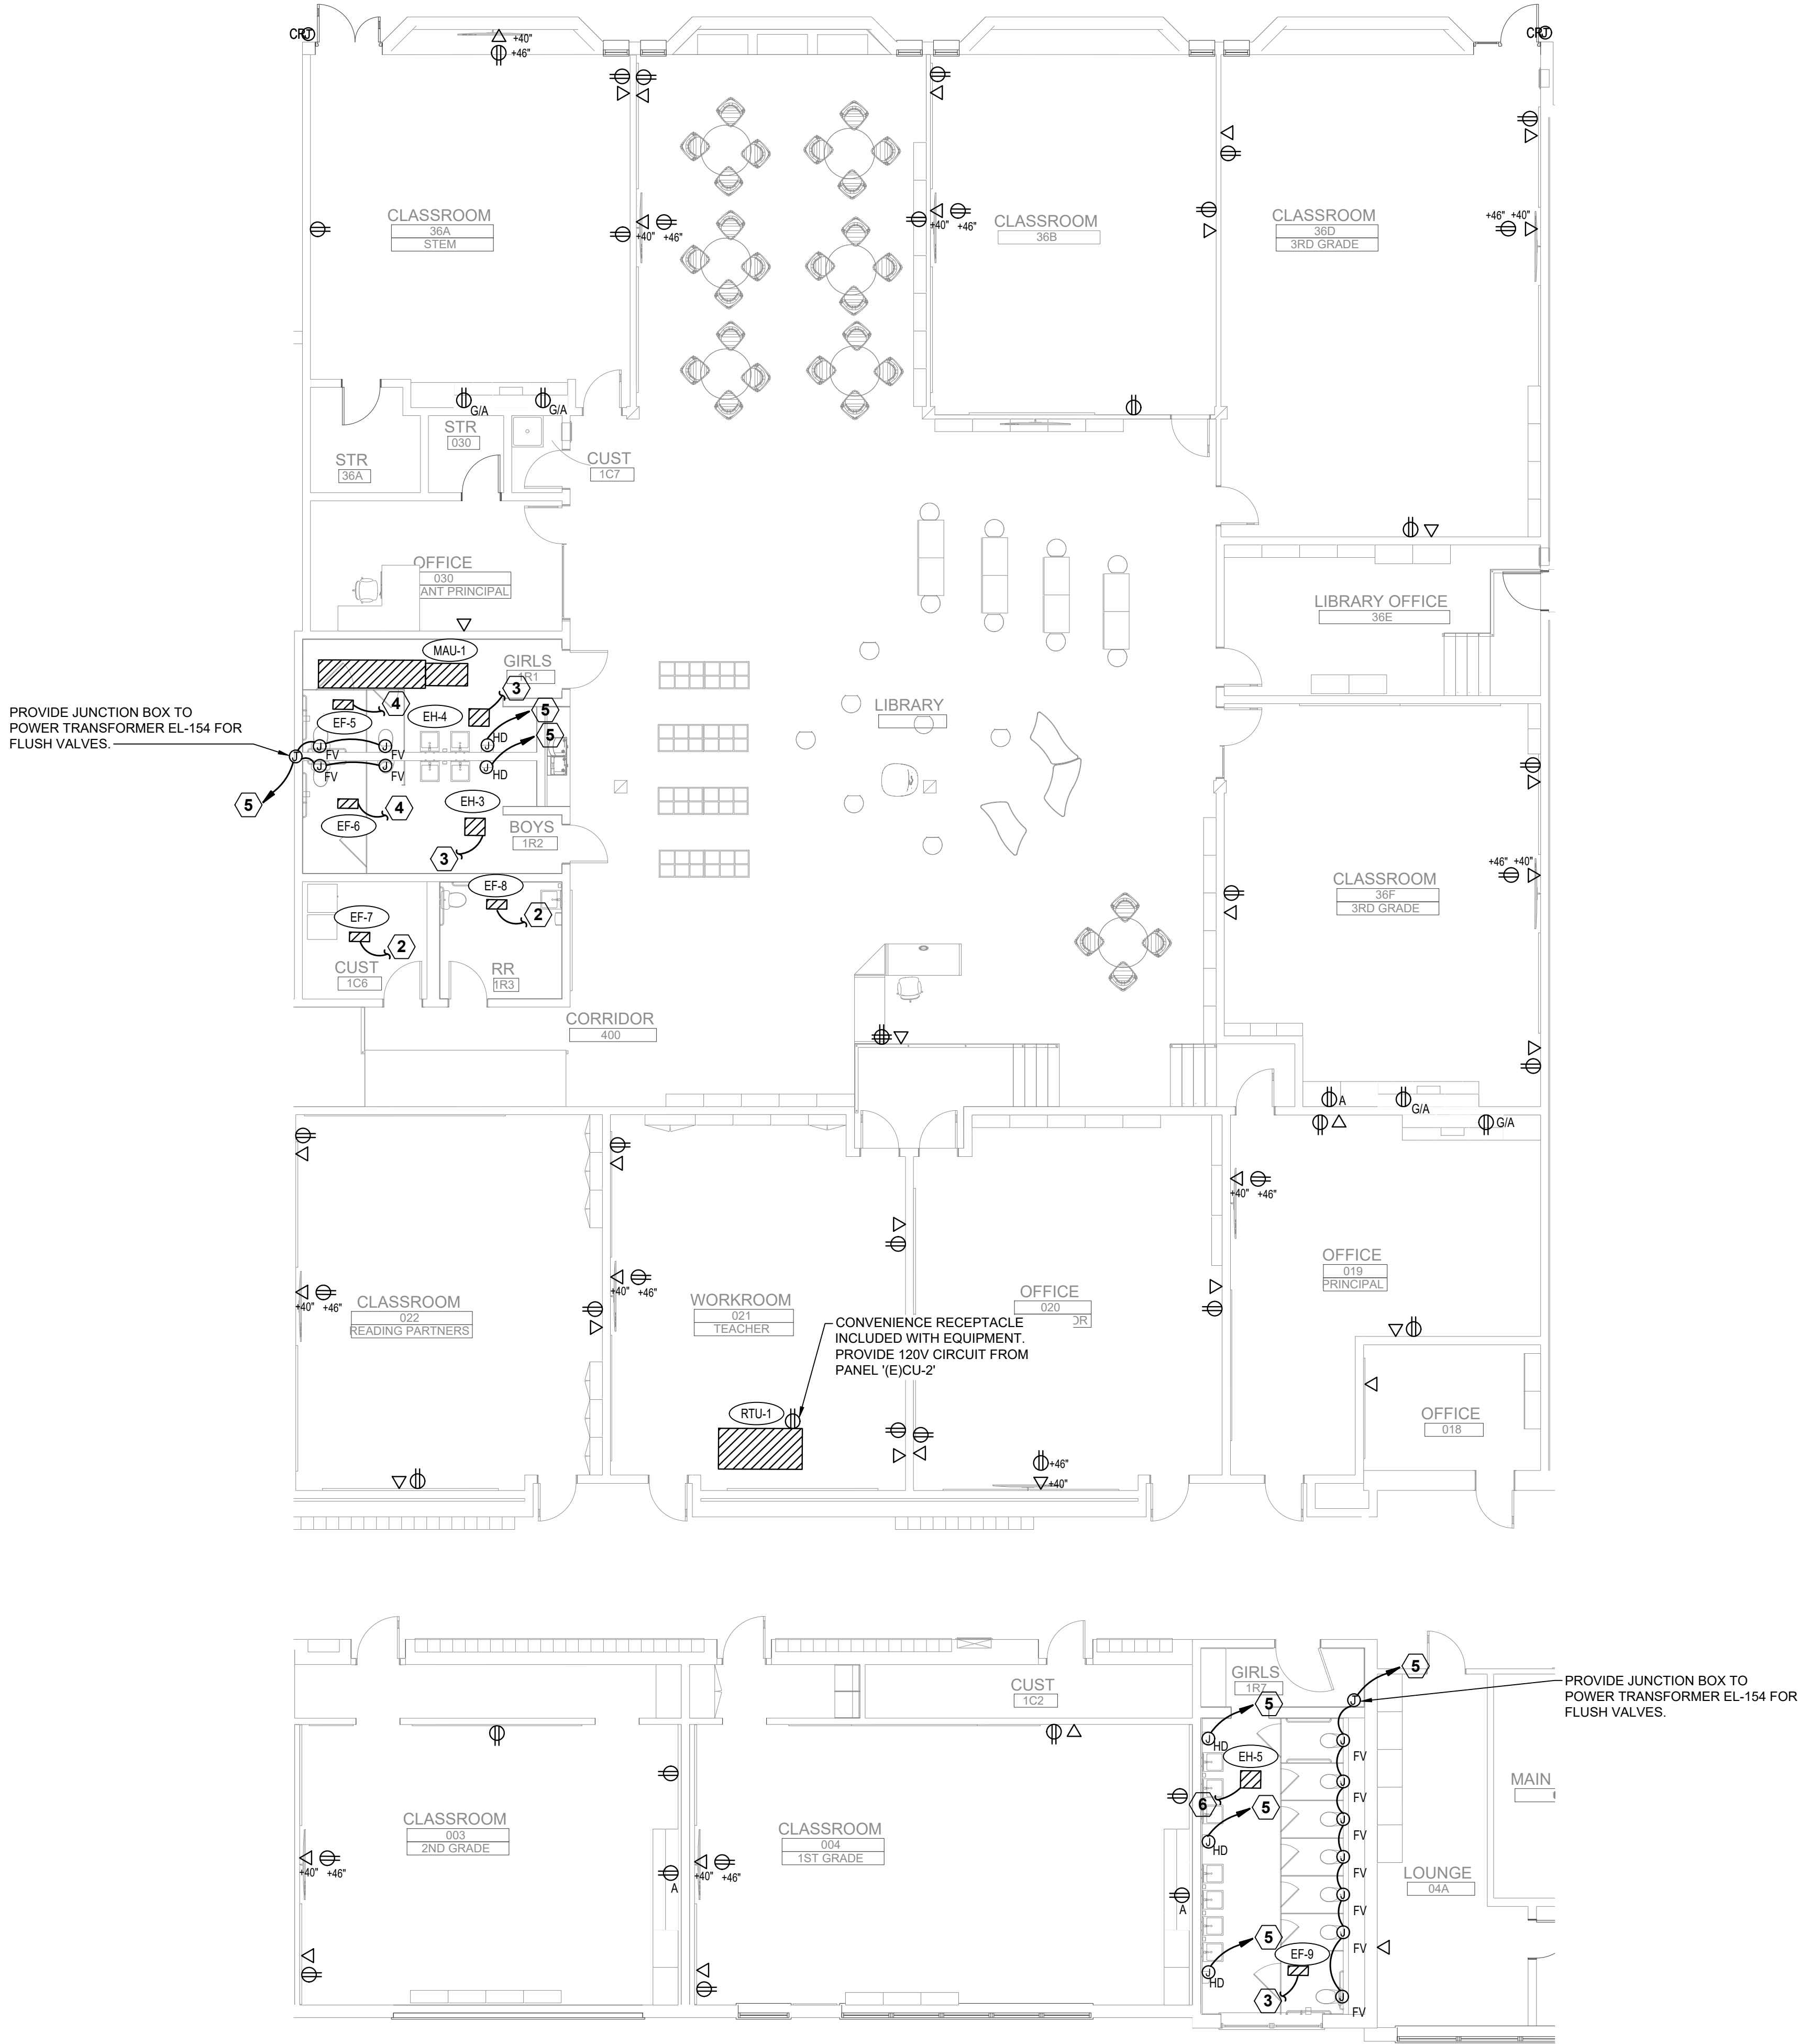 CRJ
+40"
+46"
CRJ
CLASSROOM
36A
STEM
+40" +46"
+40" +46"
CLASSROOM
36B
CLASSROOM
36D
3RD GRADE
+46" +40"
G/A
G/A
STR
030
STR
36A
CUST
1C7
OFFICE
030
ANT PRINCIPAL
LIBRARY OFFICE
36E
MAU-1
GIRLS
1R1
3
4
EF-5
EH-4
5
5
HD
HD
J
J
J
J
J
J
J
FV
FV
FV
FV
PROVIDE JUNCTION BOX TO
POWER TRANSFORMER EL-154 FOR
FLUSH VALVES.
5
LIBRARY
4
EF-6
EH-3
BOYS
1R2
3
EF-8
2
EF-7
2
CUST
1C6
RR
1R3
CLASSROOM
36F
3RD GRADE
+46" +40"
CORRIDOR
400
A
G/A
G/A
+40" +46"
+40" +46"
CLASSROOM
022
READING PARTNERS
+40" +46"
WORKROOM
021
TEACHER
OFFICE
020
OR
OFFICE
019
PRINCIPAL
CONVENIENCE RECEPTACLE
INCLUDED WITH EQUIPMENT.
PROVIDE 120V CIRCUIT FROM
PANEL '(E)CU-2'
RTU-1
OFFICE
018
+46"
+40"
CUST
1C2
GIRLS
1R7
5
5
J
PROVIDE JUNCTION BOX TO
POWER TRANSFORMER EL-154 FOR
FLUSH VALVES.
J
HD
EH-5
6
5
J
HD
5
J
HD
EF-9
3
J
FV
J
FV
J
FV
J
FV
J
FV
J
FV
J
FV
MAIN
LOUNGE
04A
CLASSROOM
003
2ND GRADE
+40" +46"
A
CLASSROOM
004
1ST GRADE
+40" +46"
A